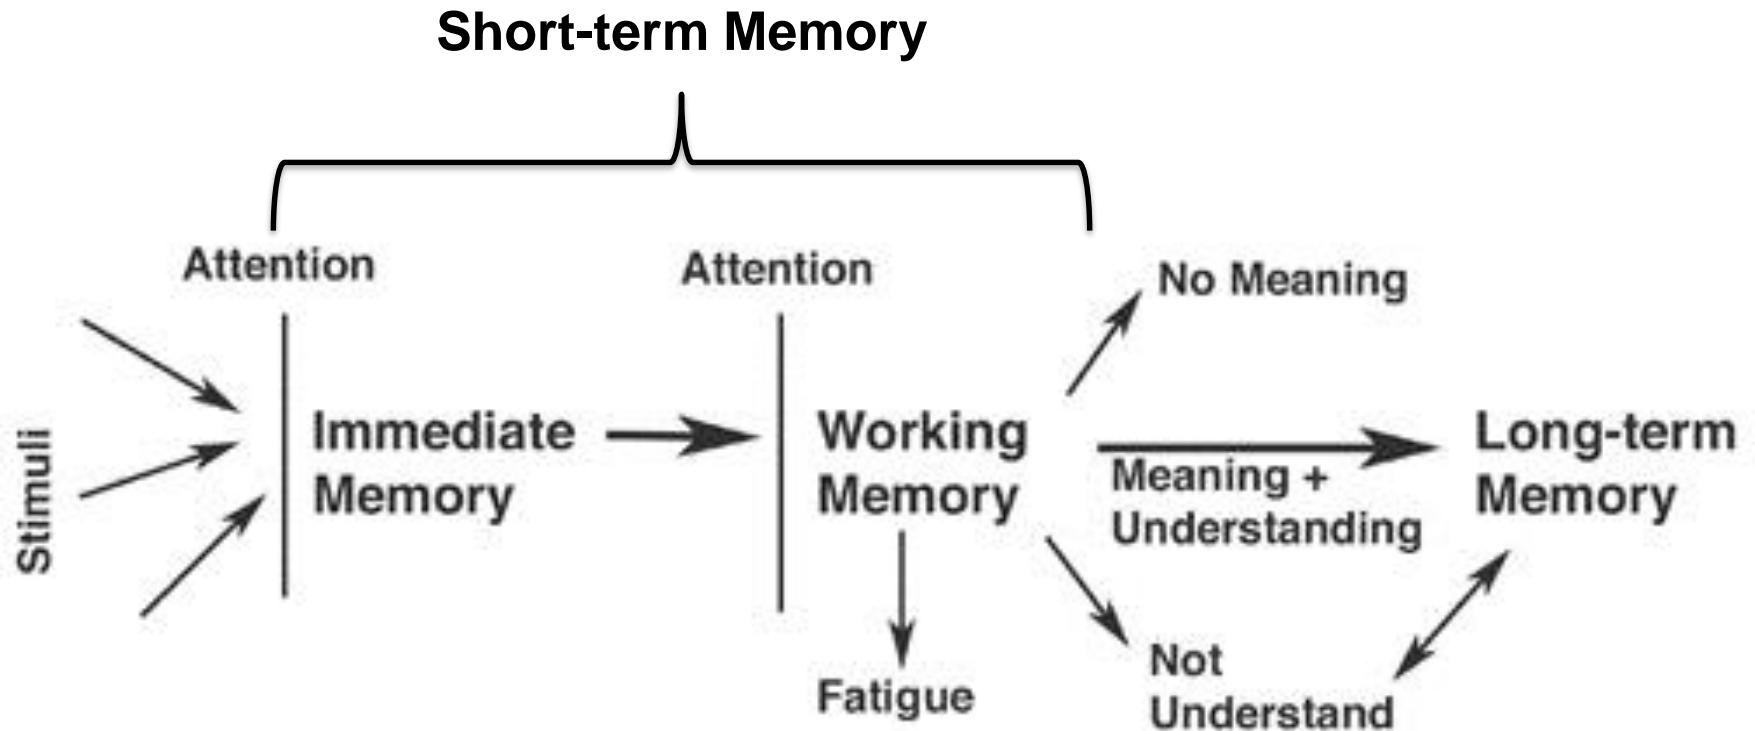 Short-term Memory
Attention
Attention
No Meaning
Stimuli
Immediate
Memory
Working
Memory
Meaning +
Understanding
Long-term
Memory
Fatigue
Not
Understand